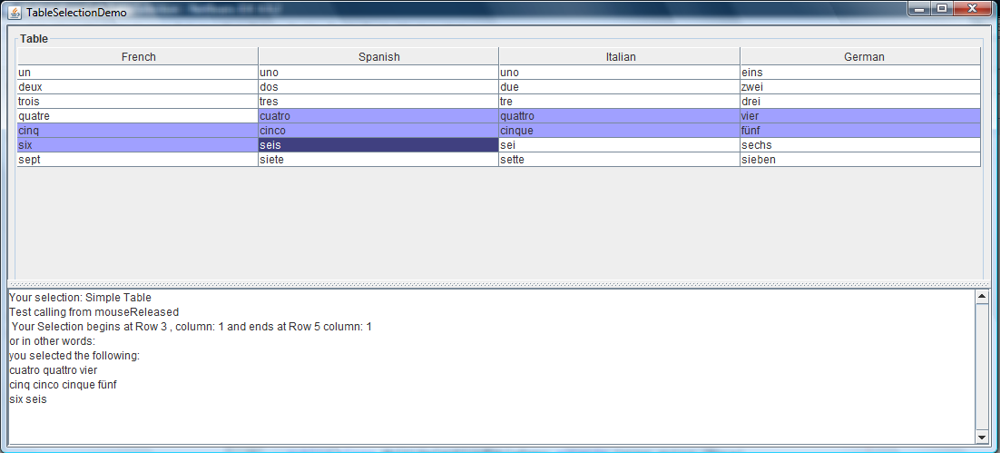 TableSelectionDemo
Table
French Spanish Italian German
un uno uno eins
deux dos due zwei
trois tres tre drei
quatre cuatro quattro vier
cinq cinco cinque fünf
six seis sei sechs
sept siete sette sieben
Your selection: Simple Table
Test calling from mouseReleased
Your Selection begins at Row 3 , column: 1 and ends at Row 5 column: 1
or in other words:
you selected the following:
cuatro quattro vier
cinq cinco cinque fünf
six seis